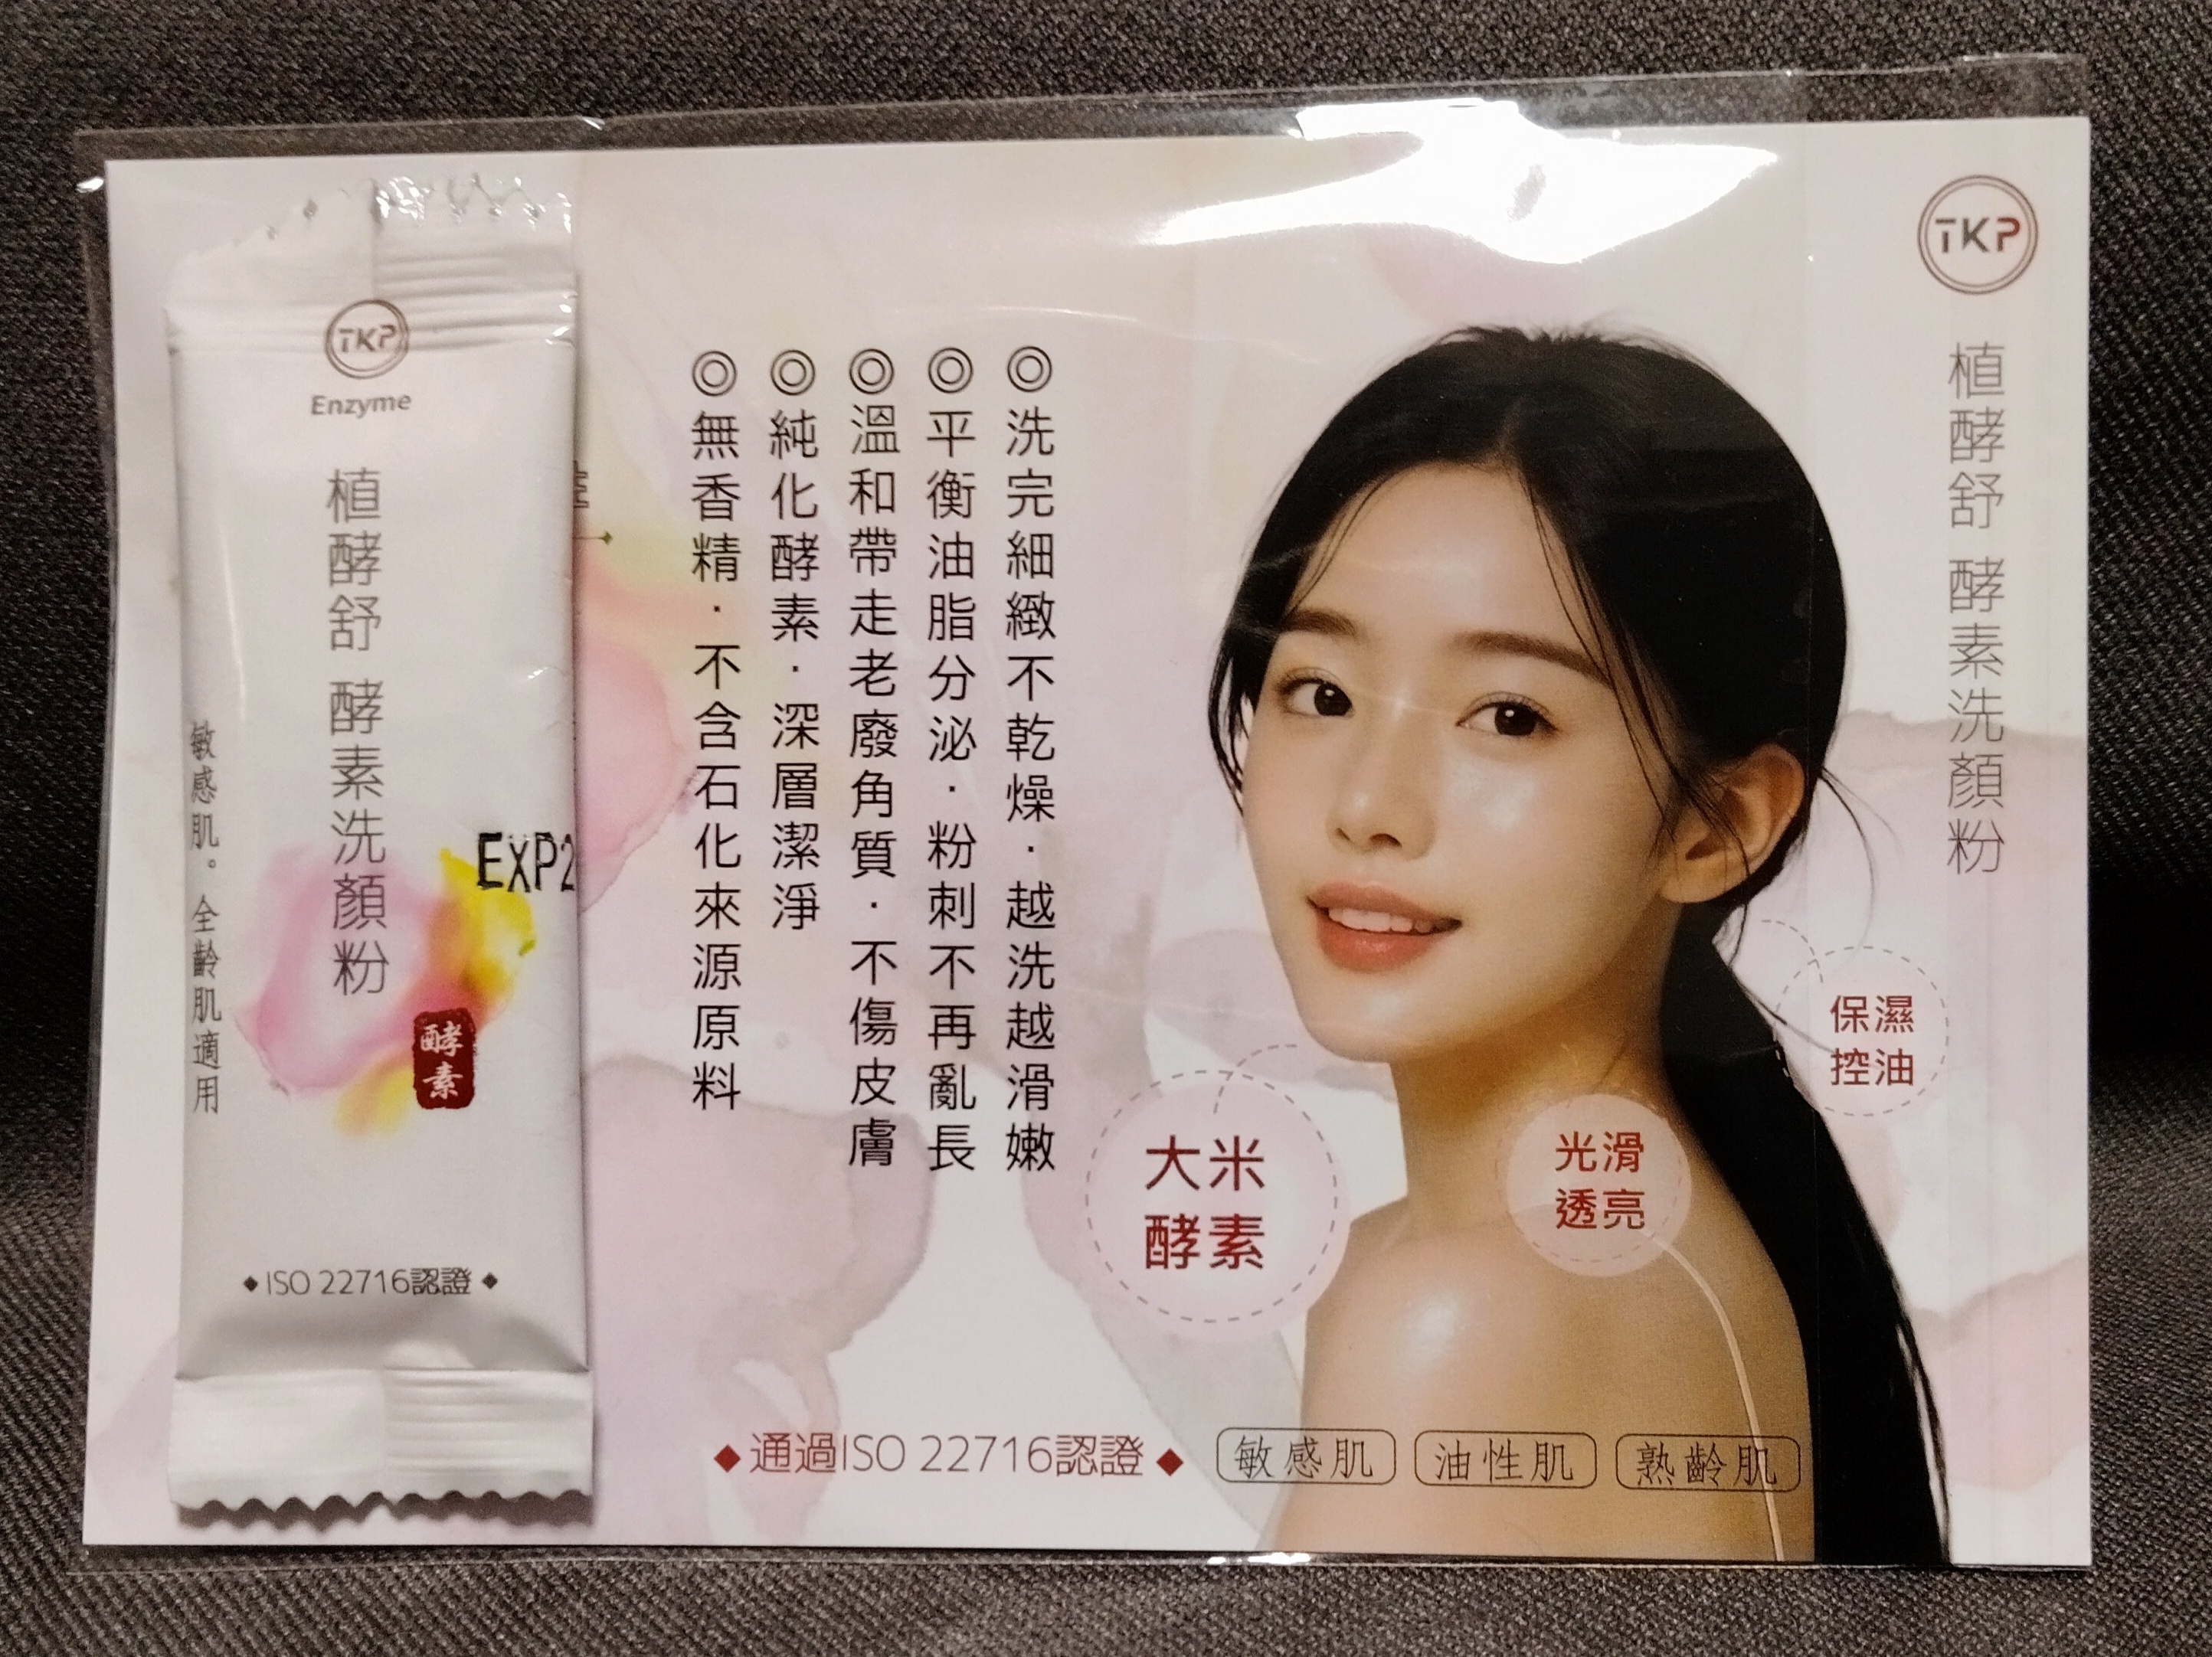 TKP
植酵舒 酵素洗顏粉
◎洗完細緻不乾燥·越洗越滑嫩
◎平衡油脂分泌·粉刺不再亂長
◎溫和帶走老廢角質·不傷皮膚
◎純化酵素·深層潔淨
◎無香精·不含石化來源原料
保濕
控油
光滑
透亮
大米
酵素
◆通過ISO 22716認證◆
敏感肌
油性肌
熟齡肌
TKP
Enzyme
植酵舒 酵素洗顏粉
敏感肌。全齡肌適用
EXP2
酵素
◆ISO 22716認證◆